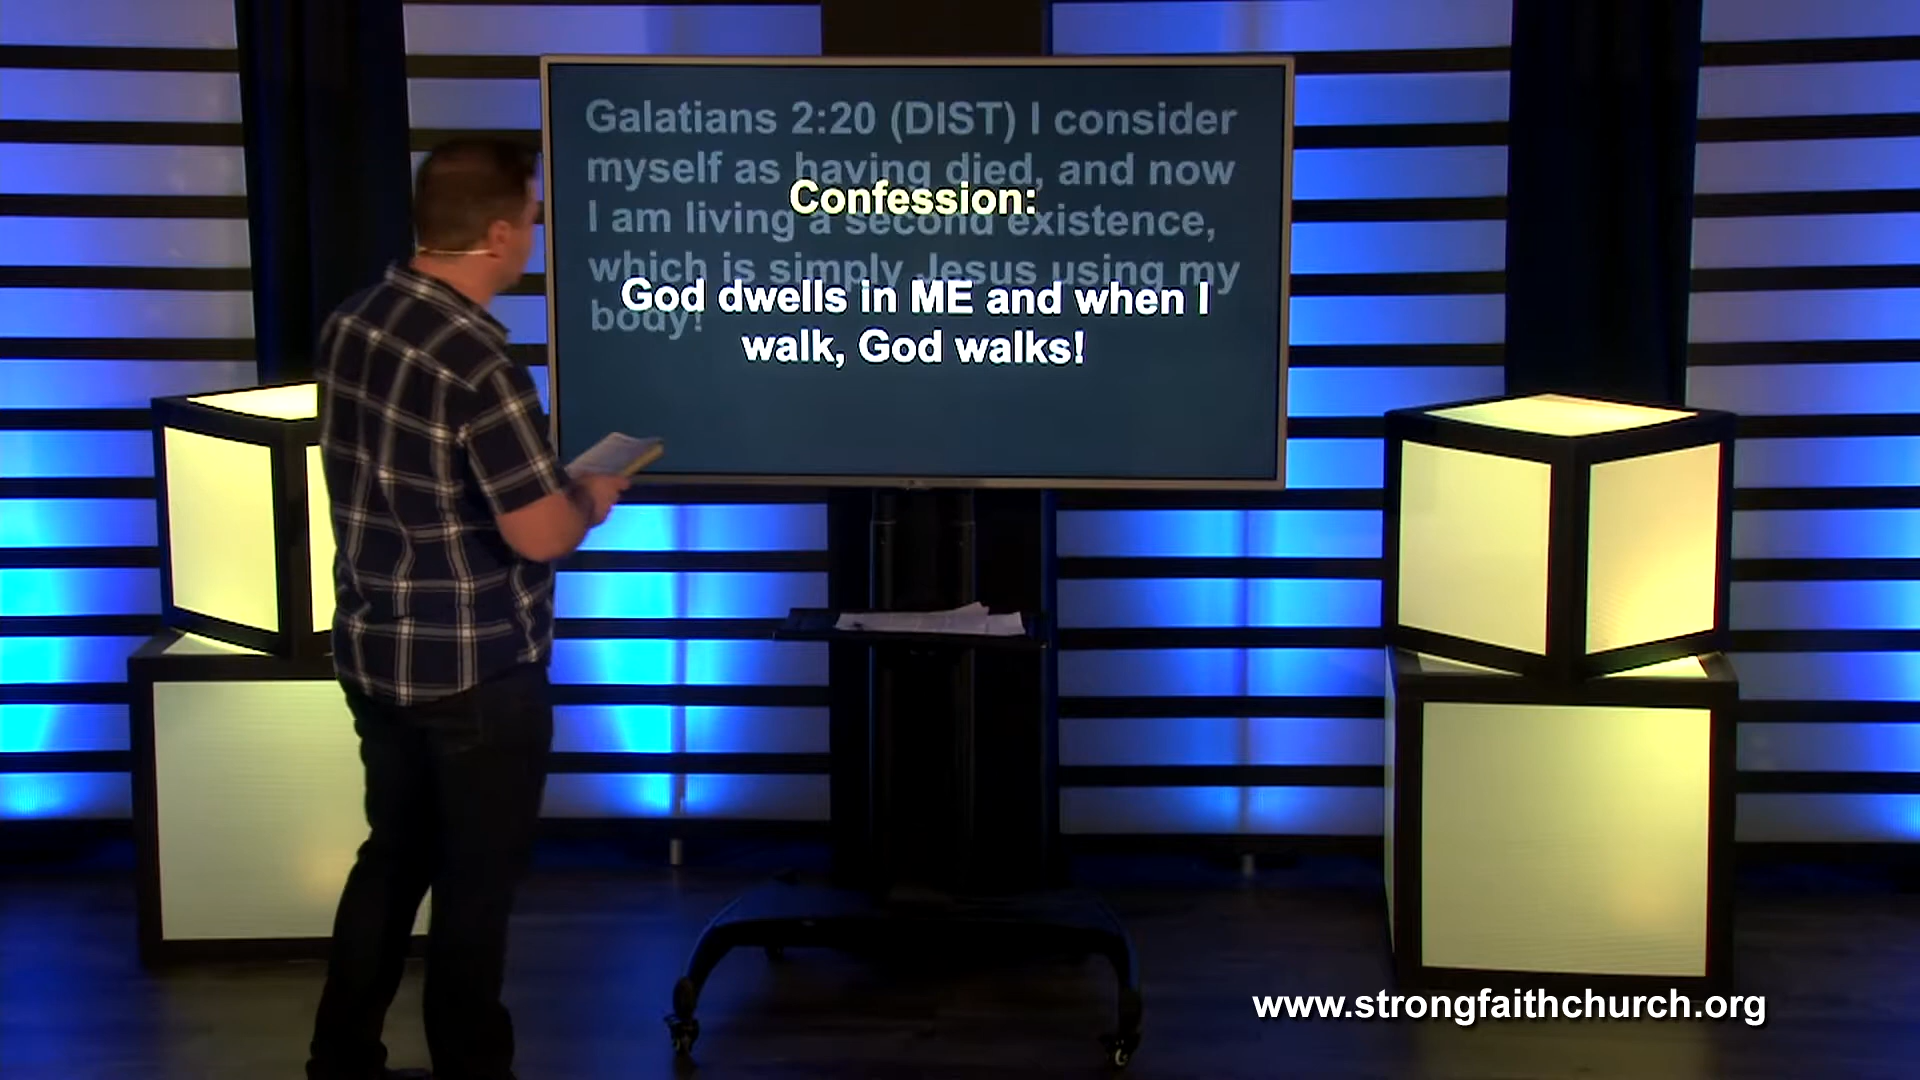 Galatians 2:20 (DIST) I consider
myself as having died, and now
I am living a second existence,
which is simply Jesus using my
body!
Confession:
God dwells in ME and when I
walk, God walks!
www.strongfaithchurch.org